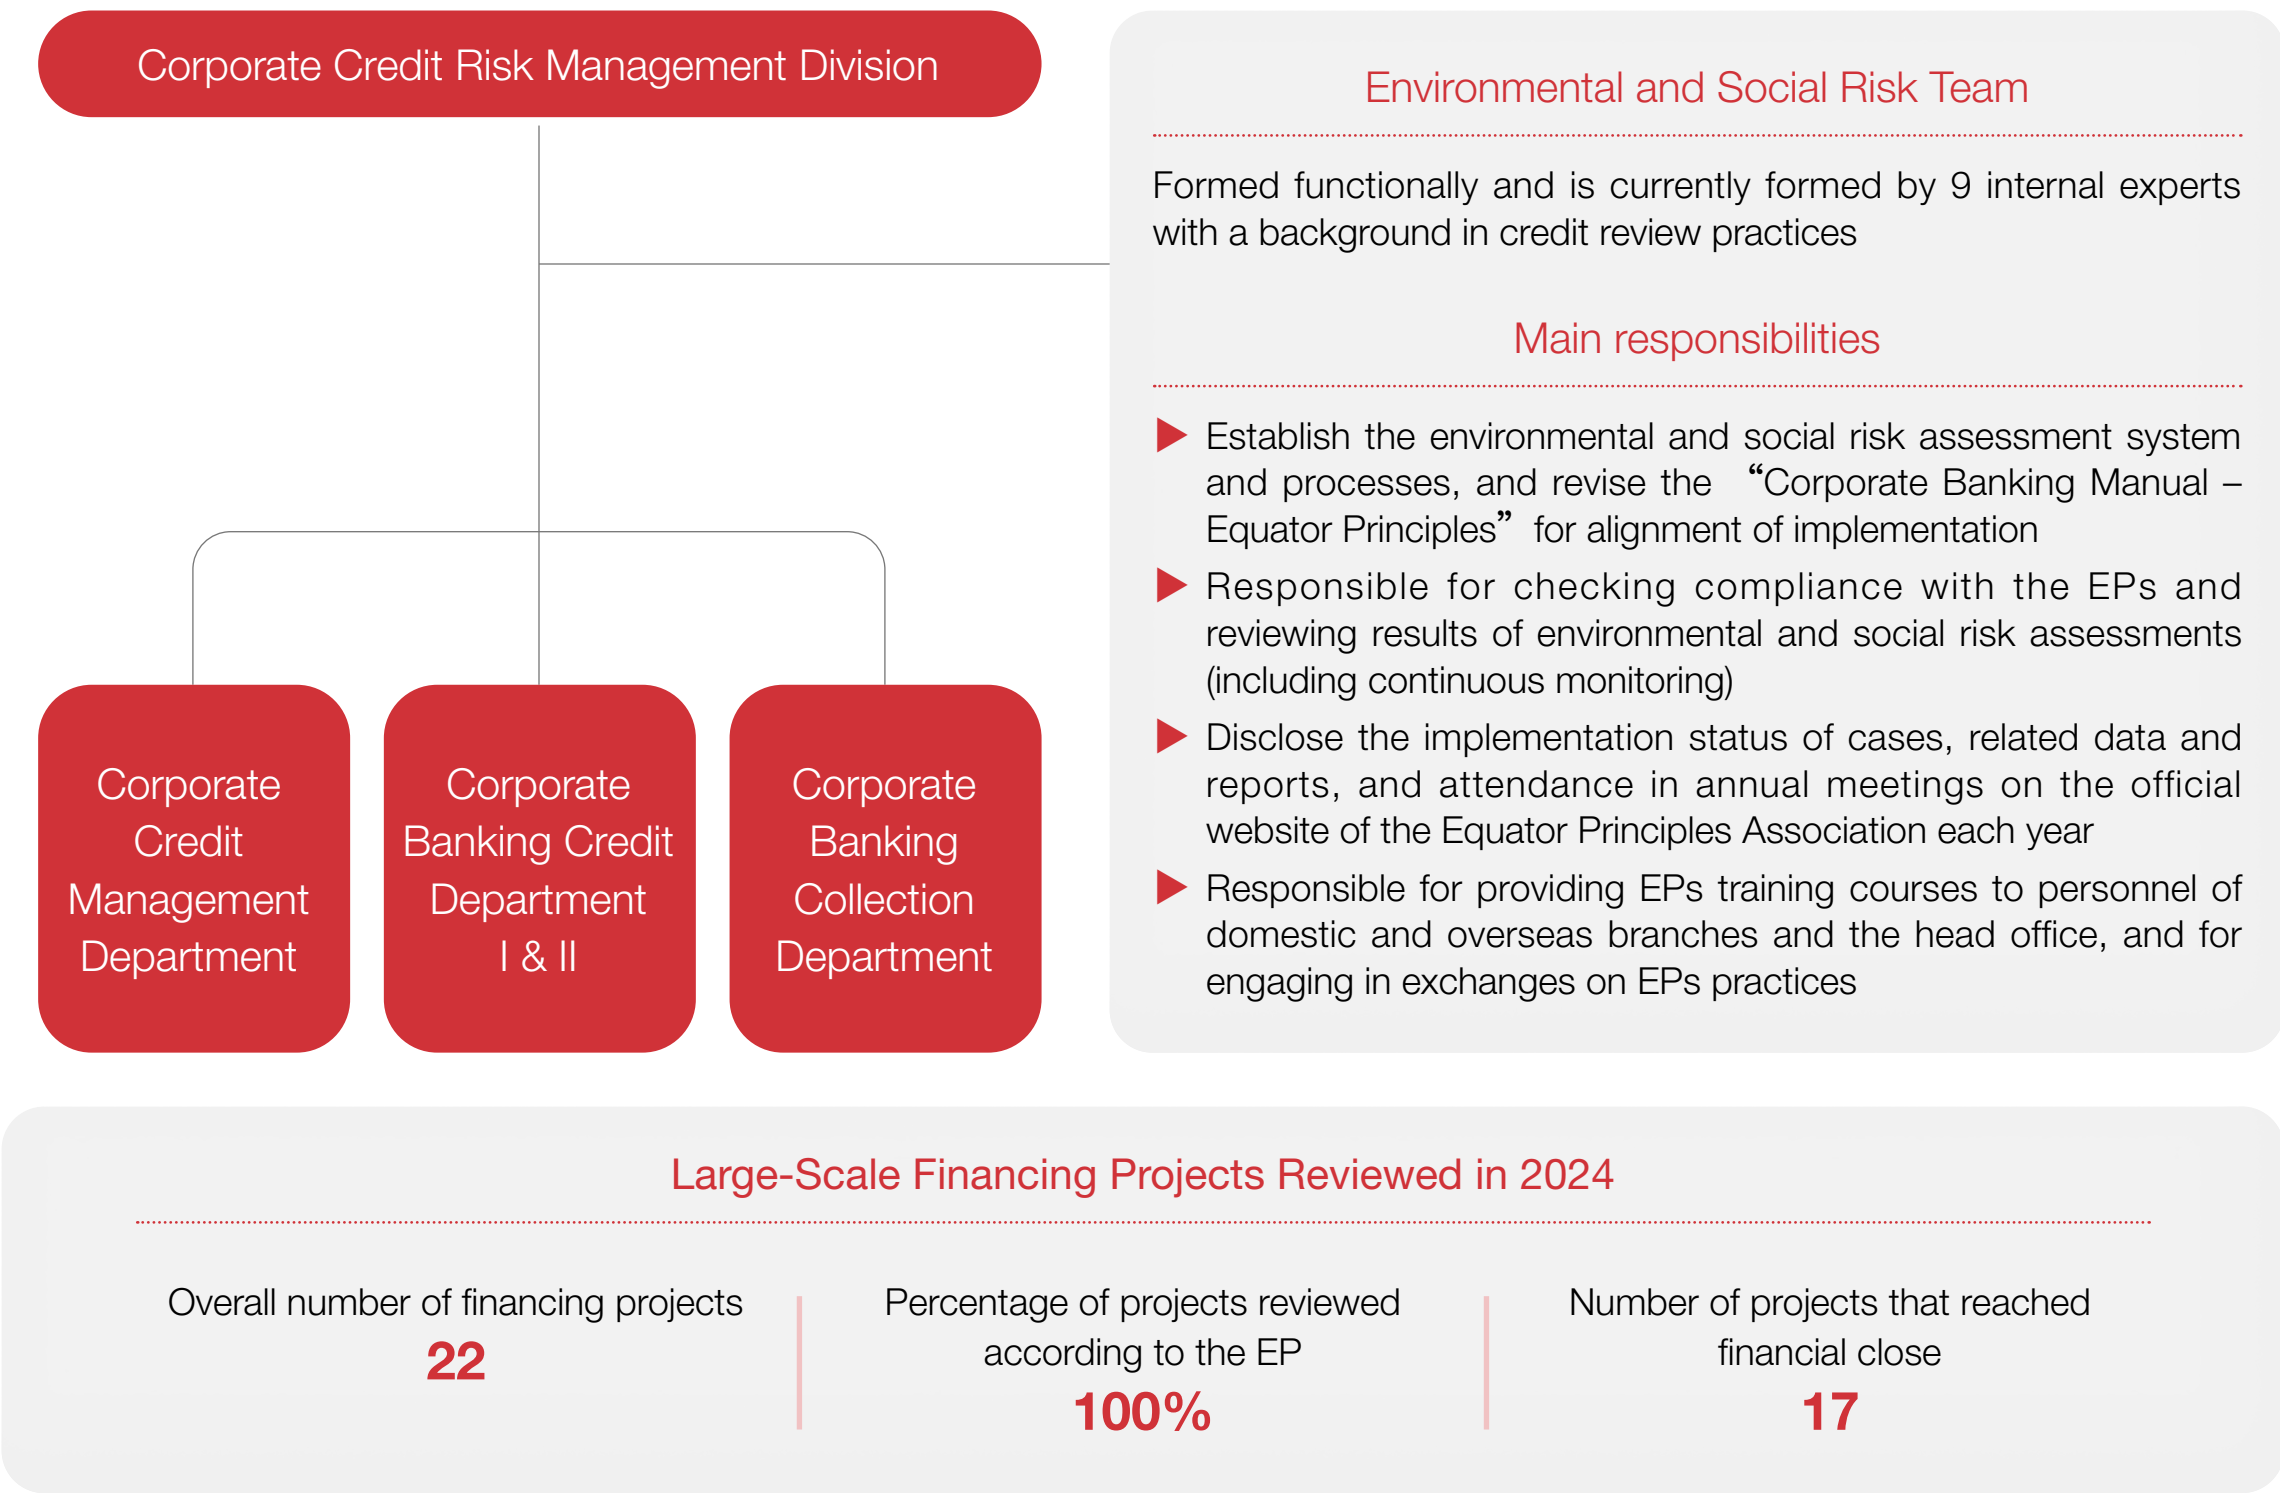 Corporate Credit Risk Management Division
Environmental and Social Risk Team
Formed functionally and is currently formed by 9 internal experts
with a background in credit review practices
Main responsibilities
Establish the environmental and social risk assessment system
and processes, and revise the “Corporate Banking Manual –
Equator Principles” for alignment of implementation
Responsible for checking compliance with the EPs and
reviewing results of environmental and social risk assessments
(including continuous monitoring)
Disclose the implementation status of cases, related data and
reports, and attendance in annual meetings on the official
website of the Equator Principles Association each year
Responsible for providing EPs training courses to personnel of
domestic and overseas branches and the head office, and for
engaging in exchanges on EPs practices
Corporate
Credit
Management
Department
Corporate
Banking Credit
Department
I & II
Corporate
Banking
Collection
Department
Large-Scale Financing Projects Reviewed in 2024
Overall number of financing projects
22
Percentage of projects reviewed
according to the EP
100%
Number of projects that reached
financial close
17